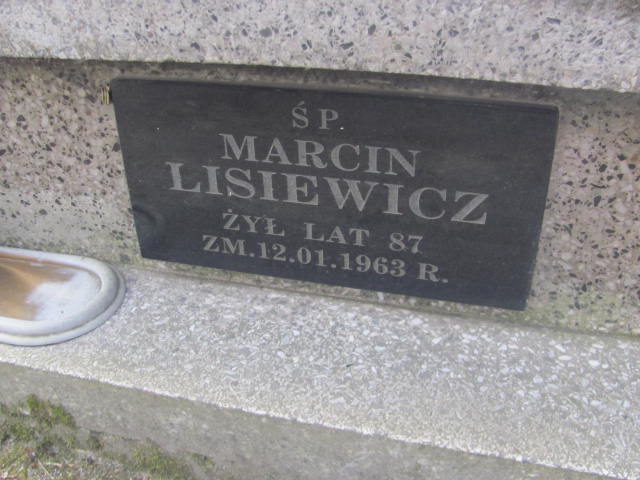 ŚP
MARCIN
LISIEWICZ
ŻYŁ LAT 87
ZM.12.01.1963 R.